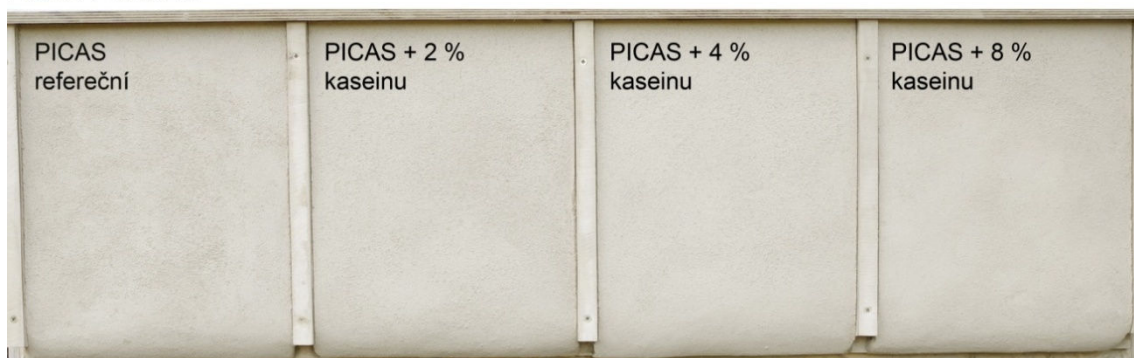 PICAS
refereční
PICAS + 2 %
kaseinu
PICAS + 4 %
kaseinu
PICAS + 8 %
kaseinu